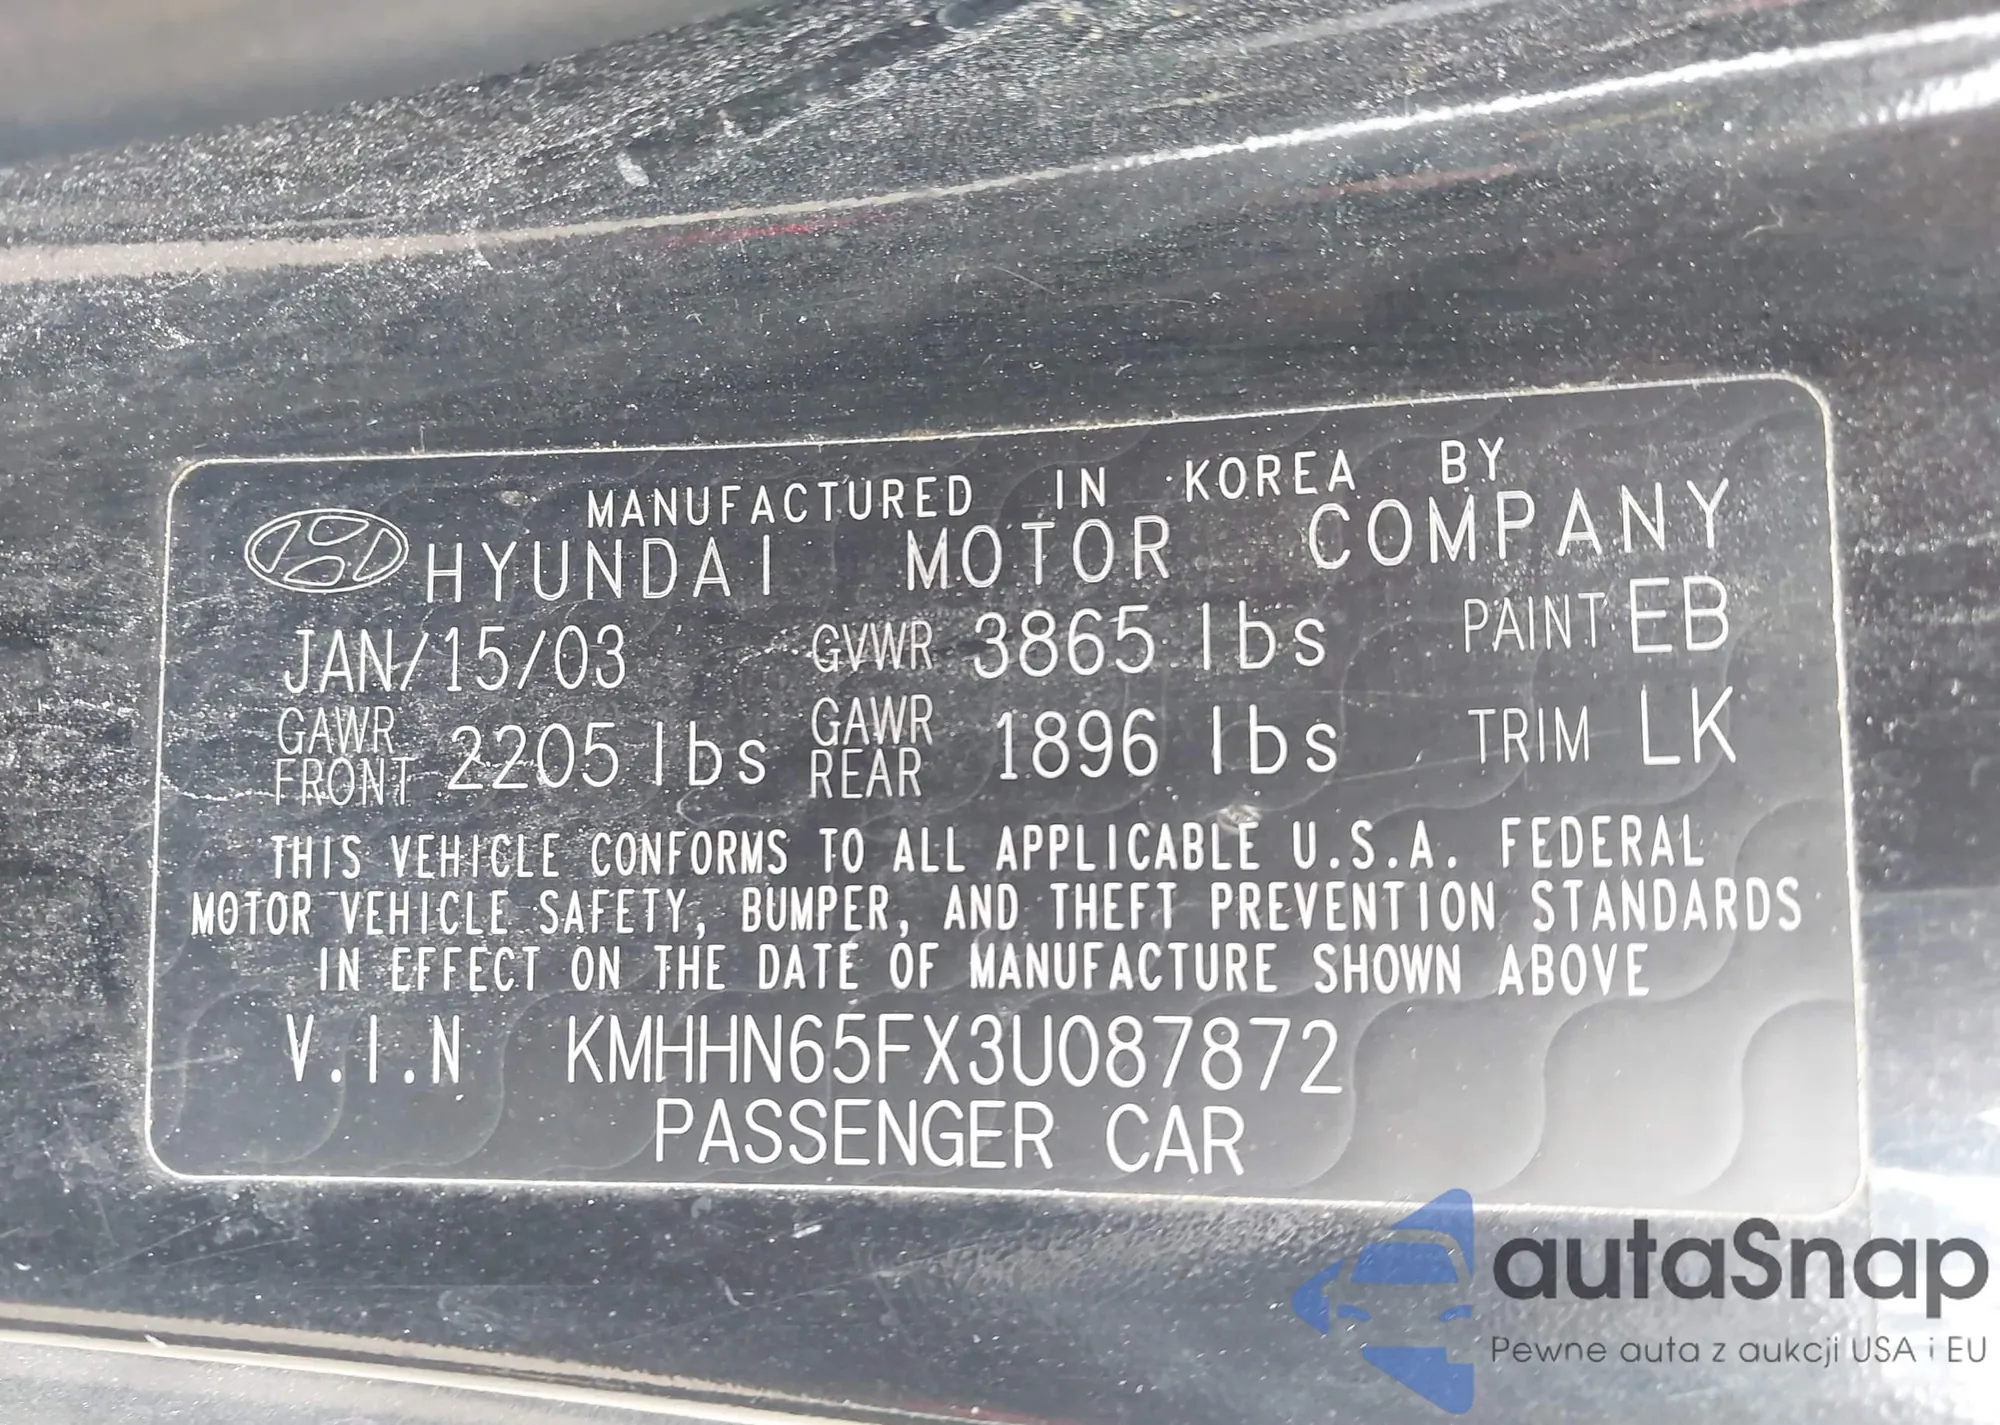 MANUFACTURED IN KOREA BY
HYUNDAI MOTOR COMPANY
JAN/15/03 GVWR 3865 lbs PAINT EB
GAWR FRONT 2205 lbs GAWR REAR 1896 lbs TRIM LK
THIS VEHICLE CONFORMS TO ALL APPLICABLE U.S.A. FEDERAL
MOTOR VEHICLE SAFETY, BUMPER, AND THEFT PREVENTION STANDARDS
IN EFFECT ON THE DATE OF MANUFACTURE SHOWN ABOVE
V.I.N KMHHN65FX3U087872
PASSENGER CAR
autaSnap
Pewne auta z aukcji USA i EU